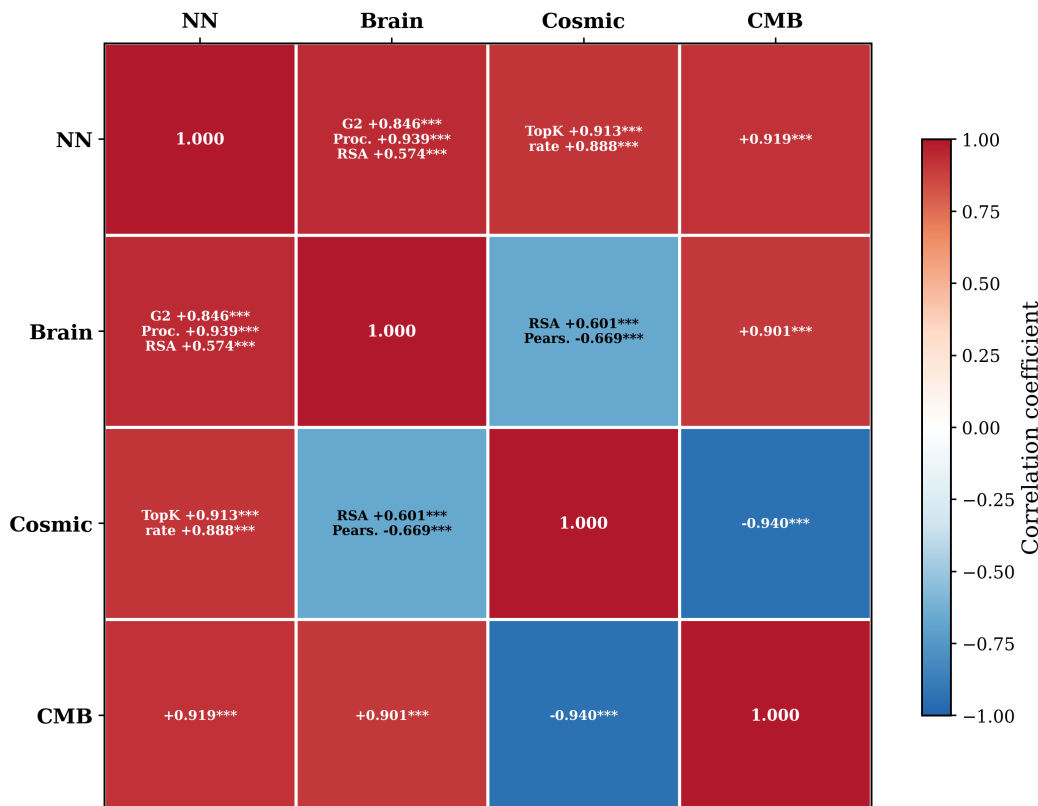 NN Brain Cosmic CMB
NN
1.000
G2 +0.846***
Proc. +0.939***
RSA +0.574***
TopK +0.913***
rate +0.888***
+0.919***
Brain
G2 +0.846***
Proc. +0.939***
RSA +0.574***
1.000
RSA +0.601***
Pears. -0.669***
+0.901***
Cosmic
TopK +0.913***
rate +0.888***
RSA +0.601***
Pears. -0.669***
1.000
-0.940***
CMB
+0.919***
+0.901***
-0.940***
1.000
1.00
0.75
0.50
0.25
0.00
−0.25
−0.50
−0.75
−1.00
Correlation coefficient